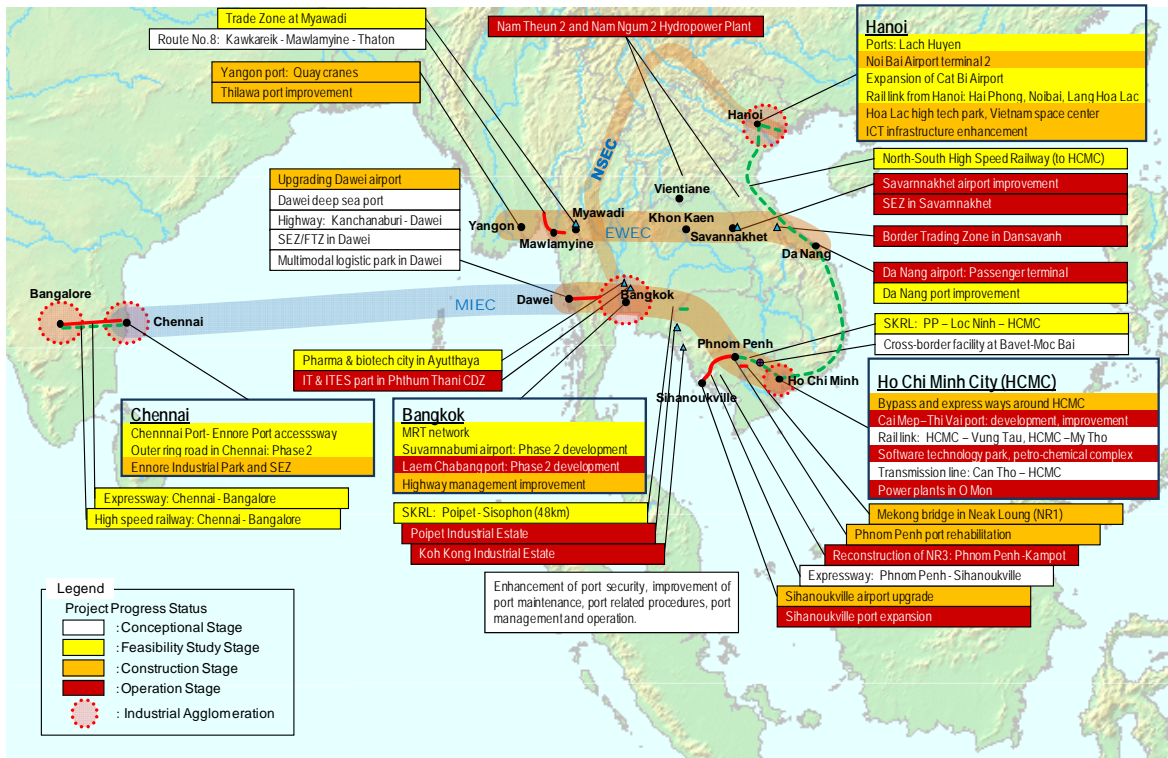 Trade Zone at Myawadi
Route No.8: Kawkareik - Mawlamyine - Thaton
Yangon port: Quay cranes
Thilawa port improvement
Nam Theun 2 and Nam Ngum 2 Hydropower Plant
Hanoi
Ports: Lach Huyen
Noi Bai Airport terminal 2
Expansion of Cat Bi Airport
Rail link from Hanoi: Hai Phong, Noibai, Lang Hoa Lac
Hoa Lac high tech park, Vietnam space center
ICT infrastructure enhancement
Hanoi
NSEC
North-South High Speed Railway (to HCMC)
Savarnnakhet airport improvement
SEZ in Savamnakhet
Border Trading Zone in Dansavanh
Da Nang airport: Passenger terminal
Da Nang port improvement
Upgrading Dawei airport
Dawei deep sea port
Highway: Kanchanaburi - Dawei
SEZ/FTZ in Dawei
Multimodal logistic park in Dawei
Vientiane
Yangon
Myawadi
Mawlamyine
EWEC
Khon Kaen
Savannakhet
Da Nang
Bangalore
Chennai
MIEC
Dawei
Bangkok
SKRL: PP – Loc Ninh – HCMC
Cross-border facility at Bavet-Moc Bai
Phnom Penh
Sihanoukville
Ho Chi Minh
Pharma & biotech city in Ayutthaya
IT & ITES part in Phthum Thani CDZ
Chennai
Chennnai Port- Ennore Port accessway
Outer ring road in Chennai: Phase 2
Ennore Industrial Park and SEZ
Expressway: Chennai - Bangalore
High speed railway: Chennai - Bangalore
Bangkok
MRT network
Suvarnnabumi airport: Phase 2 development
Laem Chabang port: Phase 2 development
Highway management improvement
SKRL: Poipet - Sisophon (48km)
Poipet Industrial Estate
Koh Kong Industrial Estate
Ho Chi Minh City (HCMC)
Bypass and express ways around HCMC
Cai Mep–Thi Vai port: development, improvement
Rail link: HCMC – Vung Tau, HCMC –My Tho
Software technology park, petro-chemical complex
Transmission line: Can Tho – HCMC
Power plants in O Mon
Mekong bridge in Neak Loung (NR1)
Phnom Penh port rehabilitation
Reconstruction of NR3: Phnom Penh -Kampot
Expressway: Phnom Penh - Sihanoukville
Sihanoukville airport upgrade
Sihanoukville port expansion
Enhancement of port security, improvement of
port maintenance, port related procedures, port
management and operation.
Legend
Project Progress Status
: Conceptional Stage
: Feasibility Study Stage
: Construction Stage
: Operation Stage
: Industrial Agglomeration